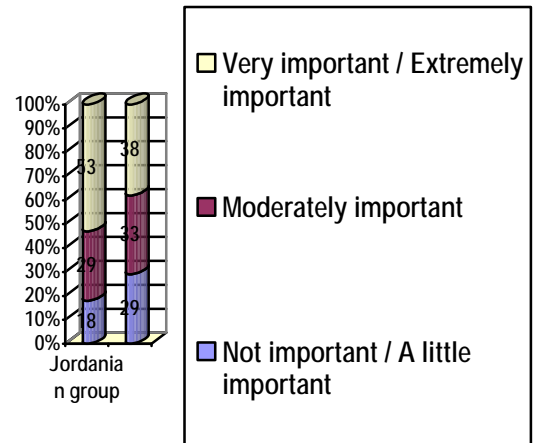 100%
90%
80%
70%
60%
50%
40%
30%
20%
10%
0%
53 38
29 33
18 29
Jordania
n group
Very important / Extremely
important
Moderately important
Not important / A little
important